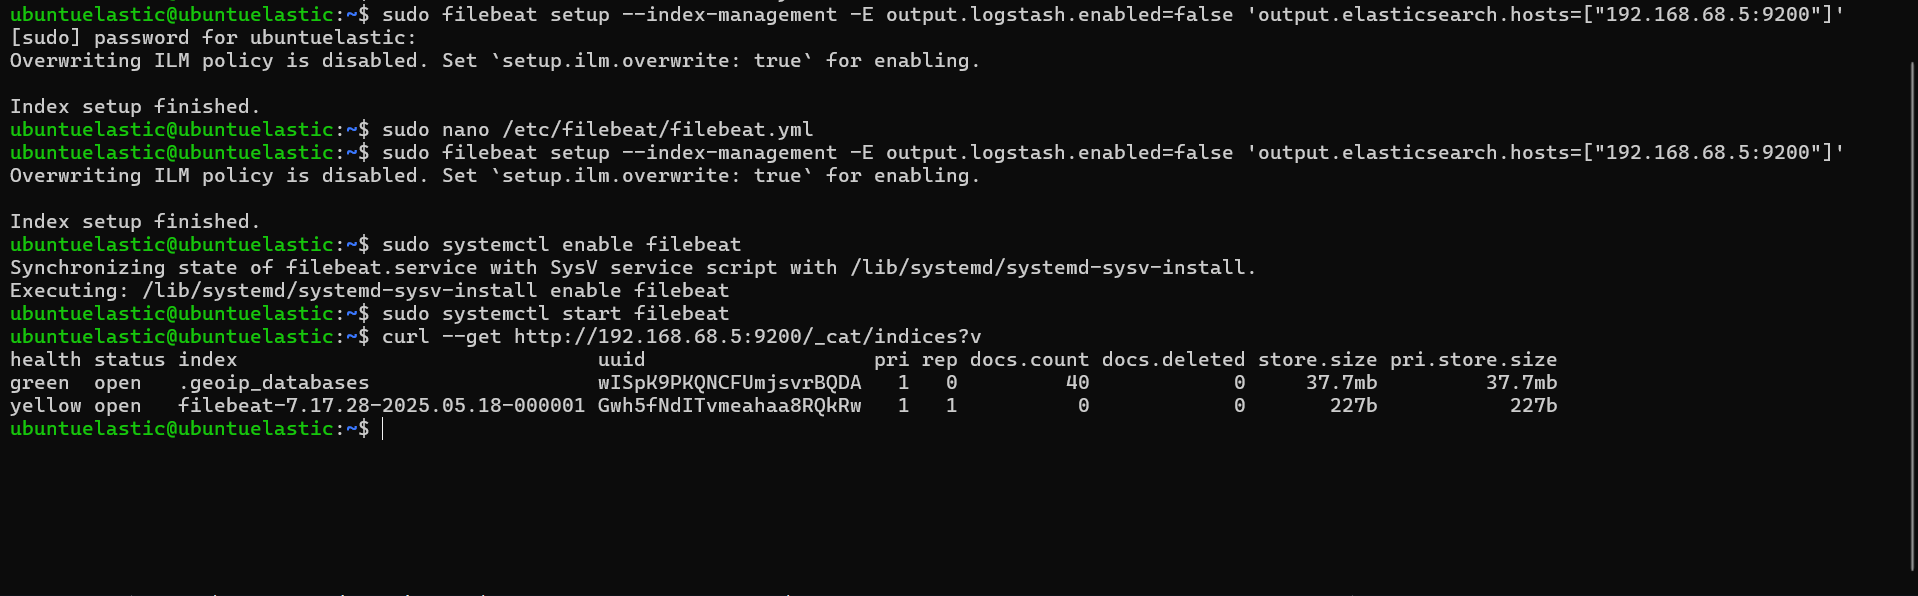 ubuntuelastic@ubuntuelastic:~$ sudo filebeat setup --index-management -E output.logstash.enabled=false 'output.elasticsearch.hosts=["192.168.68.5:9200"]'
[sudo] password for ubuntuelastic:
Overwriting ILM policy is disabled. Set `setup.ilm.overwrite: true` for enabling.
Index setup finished.
ubuntuelastic@ubuntuelastic:~$ sudo nano /etc/filebeat/filebeat.yml
ubuntuelastic@ubuntuelastic:~$ sudo filebeat setup --index-management -E output.logstash.enabled=false 'output.elasticsearch.hosts=["192.168.68.5:9200"]'
Overwriting ILM policy is disabled. Set `setup.ilm.overwrite: true` for enabling.
Index setup finished.
ubuntuelastic@ubuntuelastic:~$ sudo systemctl enable filebeat
Synchronizing state of filebeat.service with SysV service script with /lib/systemd/systemd-sysv-install.
Executing: /lib/systemd/systemd-sysv-install enable filebeat
ubuntuelastic@ubuntuelastic:~$ sudo systemctl start filebeat
ubuntuelastic@ubuntuelastic:~$ curl --get http://192.168.68.5:9200/_cat/indices?v
health status index                              uuid                   pri rep docs.count docs.deleted store.size pri.store.size
green  open   .geoip_databases                   wISpK9PKQNCFUmjsvrBQDA   1   0         40            0     37.7mb         37.7mb
yellow open   filebeat-7.17.28-2025.05.18-000001 Gwh5fNdITvmeahaa8RQkRw   1   1          0            0       227b           227b
ubuntuelastic@ubuntuelastic:~$